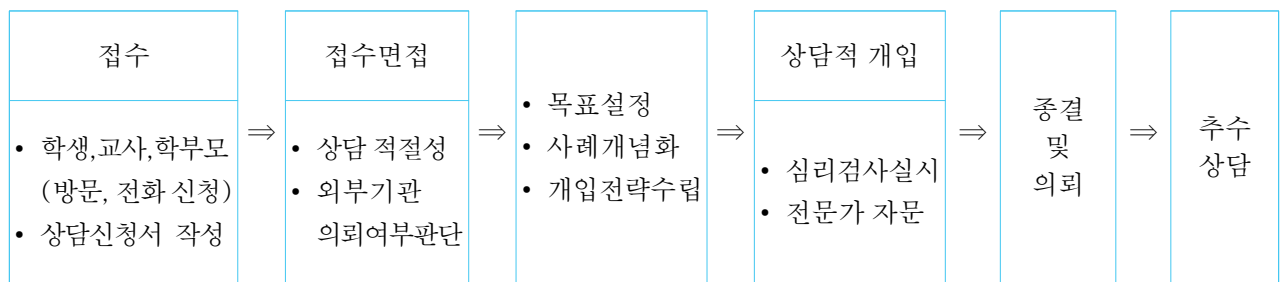 접수
• 학생,교사,학부모
(방문, 전화 신청)
• 상담신청서 작성
⇒
접수면접
• 상담 적절성
• 외부기관
의뢰여부판단
⇒
• 목표설정
• 사례개념화
• 개입전략수립
⇒
상담적 개입
• 심리검사실시
• 전문가 자문
⇒
종결
및
의뢰
⇒
추수
상담